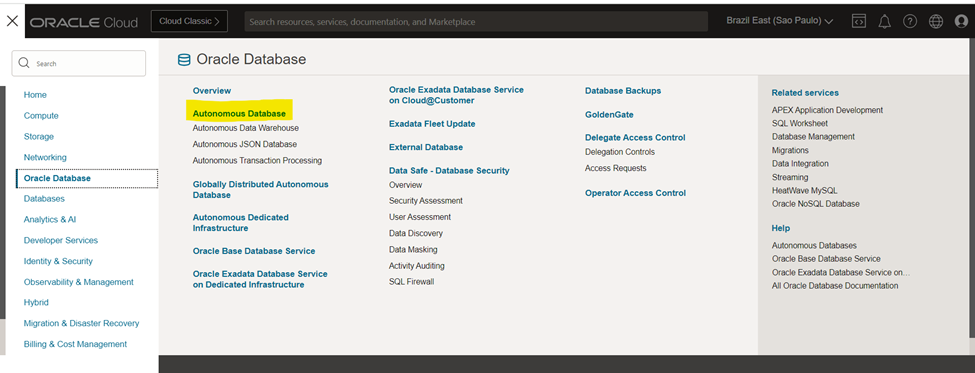 ORACLE Cloud
Cloud Classic >
Search resources, services, documentation, and Marketplace
Brazil East (Sao Paulo)
Search
Home
Compute
Storage
Networking
Oracle Database
Databases
Analytics & AI
Developer Services
Identity & Security
Observability & Management
Hybrid
Migration & Disaster Recovery
Billing & Cost Management
Oracle Database
Overview
Autonomous Database
Autonomous Data Warehouse
Autonomous JSON Database
Autonomous Transaction Processing
Globally Distributed Autonomous
Database
Autonomous Dedicated
Infrastructure
Oracle Base Database Service
Oracle Exadata Database Service
on Dedicated Infrastructure
Oracle Exadata Database Service
on Cloud@Customer
Exadata Fleet Update
External Database
Data Safe - Database Security
Overview
Security Assessment
User Assessment
Data Discovery
Data Masking
Activity Auditing
SQL Firewall
Database Backups
GoldenGate
Delegate Access Control
Delegation Controls
Access Requests
Operator Access Control
Related services
APEX Application Development
SQL Worksheet
Database Management
Migrations
Data Integration
Streaming
HeatWave MySQL
Oracle NoSQL Database
Help
Autonomous Databases
Oracle Base Database Service
Oracle Exadata Database Service on...
All Oracle Database Documentation